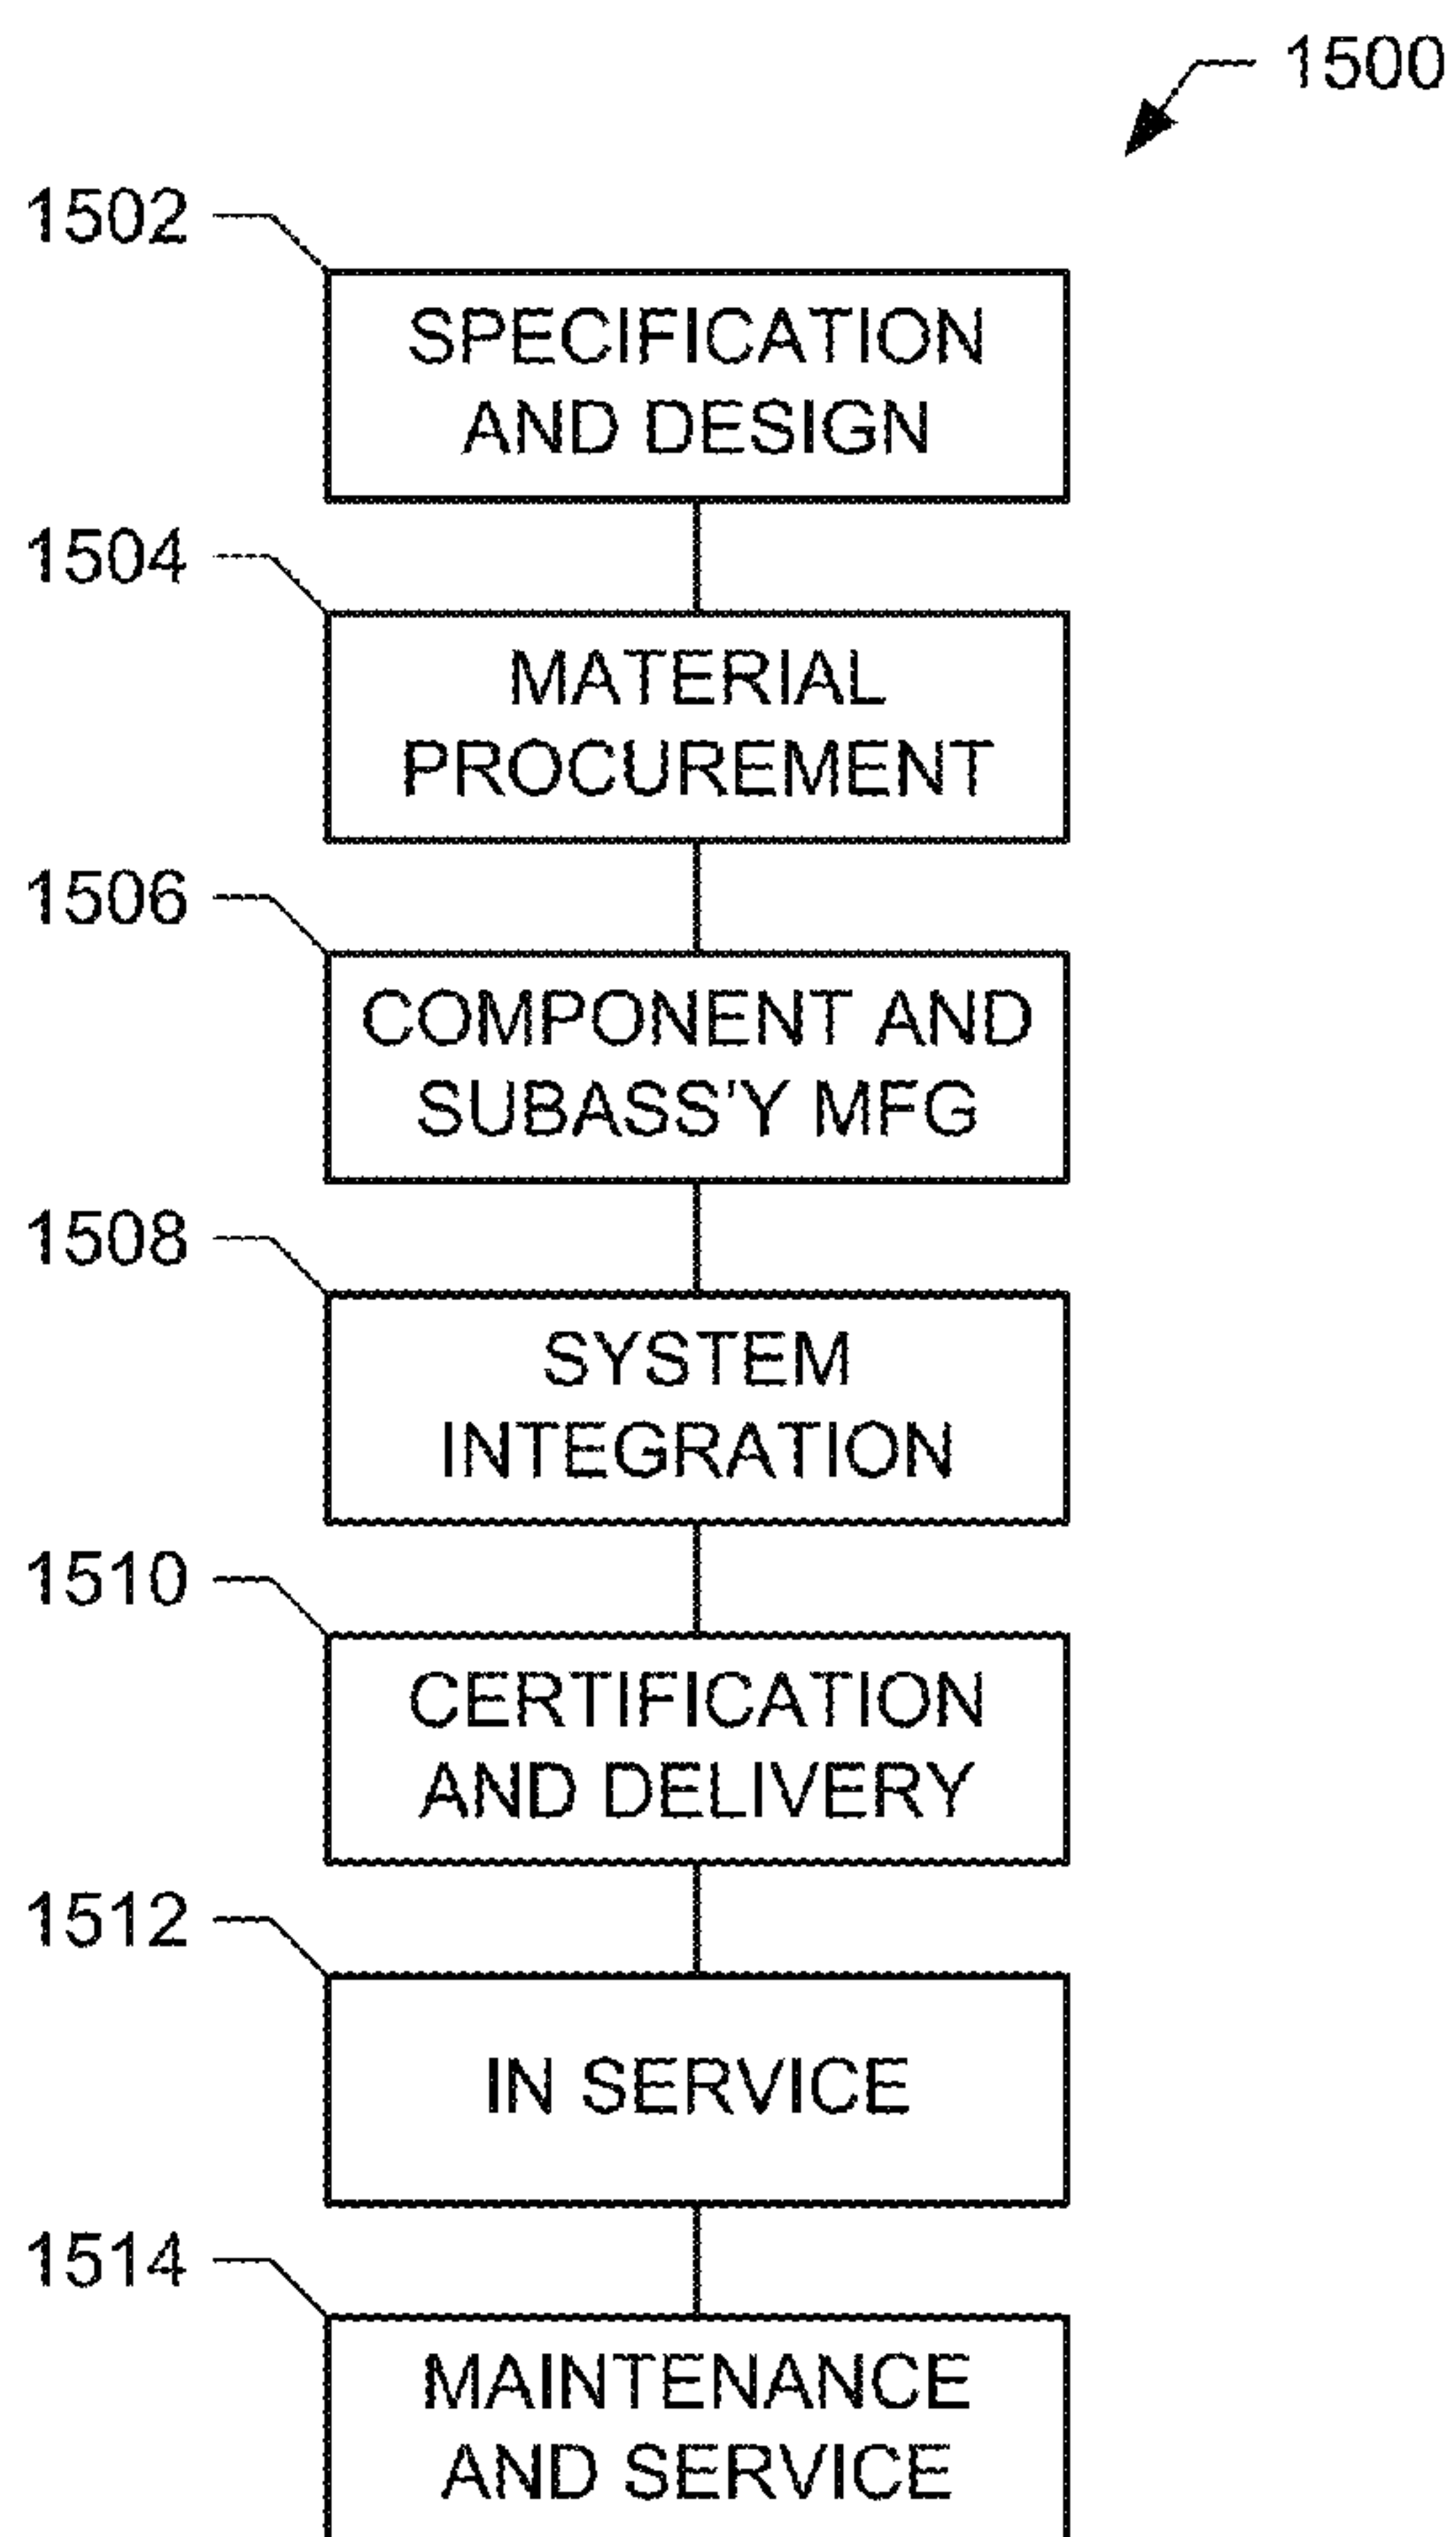 1500
1502
SPECIFICATION
AND DESIGN
1504
MATERIAL
PROCUREMENT
1506
COMPONENT AND
SUBASS'Y MFG
1508
SYSTEM
INTEGRATION
1510
CERTIFICATION
AND DELIVERY
1512
IN SERVICE
1514
MAINTENANCE
AND SERVICE